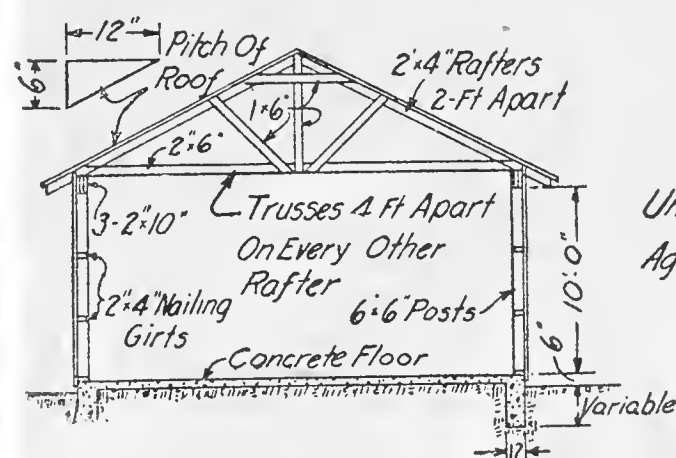 12"
6"
Pitch Of
Roof
2"x4" Rafters
2-Ft Apart
1"x6"
2"x6"
3-2"x10"
Trusses 4 Ft Apart
On Every Other
Rafter
2"x4" Nailing
Girts
6"x6" Posts
10'-0"
6"
Concrete Floor
Variable
12"